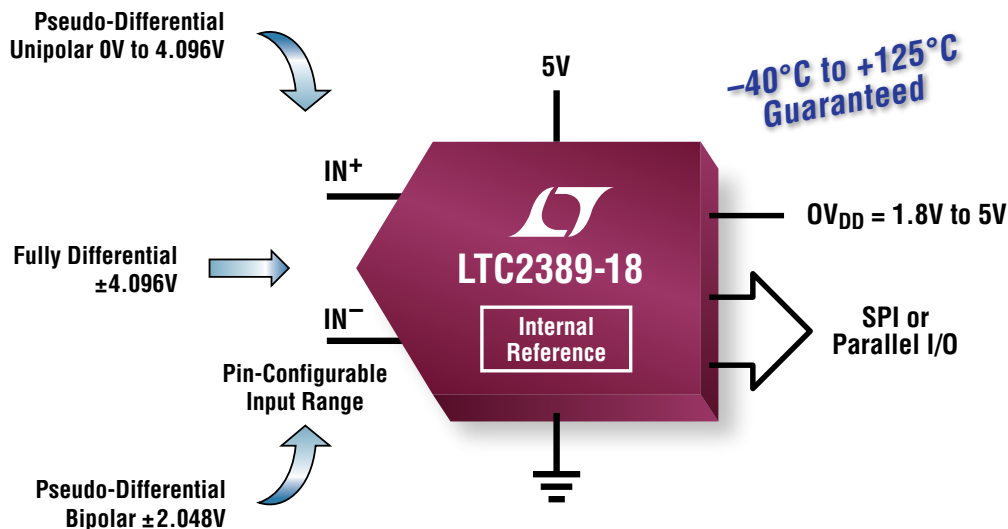 Pseudo-Differential
Unipolar 0V to 4.096V
5V
–40°C to +125°C
Guaranteed
IN+
OVDD = 1.8V to 5V
Fully Differential
±4.096V
LTC2389-18
Internal
Reference
SPI or
Parallel I/O
IN−
Pin-Configurable
Input Range
Pseudo-Differential
Bipolar ±2.048V